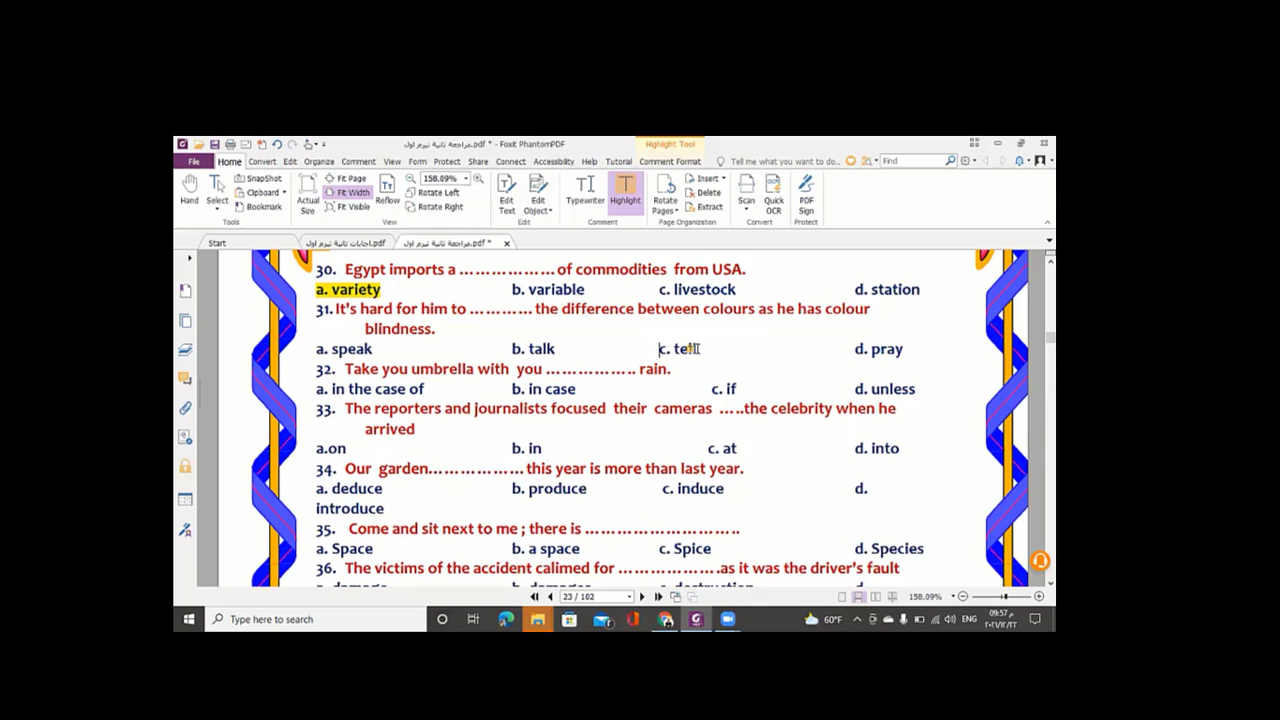 مراجعة ثانية تيرم اول.pdf * - Foxit PhantomPDF
Highlight Tool
File Home Convert Edit Organize Comment View Form Protect Share Connect Accessibility Help Tutorial Comment Format Tell me what you want to do.. Find
SnapShot Fit Page 158.09% Insert
Hand Select Clipboard Actual Size Fit Width Reflow Rotate Left Edit Text Edit Object Typewriter Highlight Rotate Pages Delete Scan Quick OCR PDF Sign
Bookmark Fit Visible Rotate Right Extract
Tools View Edit Comment Page Organization Convert Protect
Start اجابات ثانية تيرم اول.pdf مراجعة ثانية تيرم اول.pdf *
30. Egypt imports a ……………… of commodities from USA.
a. variety b. variable c. livestock d. station
31. It's hard for him to ………… the difference between colours as he has colour
blindness.
a. speak b. talk c. tell d. pray
32. Take you umbrella with you …………….. rain.
a. in the case of b. in case c. if d. unless
33. The reporters and journalists focused their cameras …..the celebrity when he
arrived
a.on b. in c. at d. into
34. Our garden……………… this year is more than last year.
a. deduce b. produce c. induce d.
introduce
35. Come and sit next to me ; there is ………………………..
a. Space b. a space c. Spice d. Species
36. The victims of the accident calimed for ……………….as it was the driver's fault
a. damage b. damages c. destruction d.
23 / 102 158.09%
Type here to search 60°F ENG 09:57 م